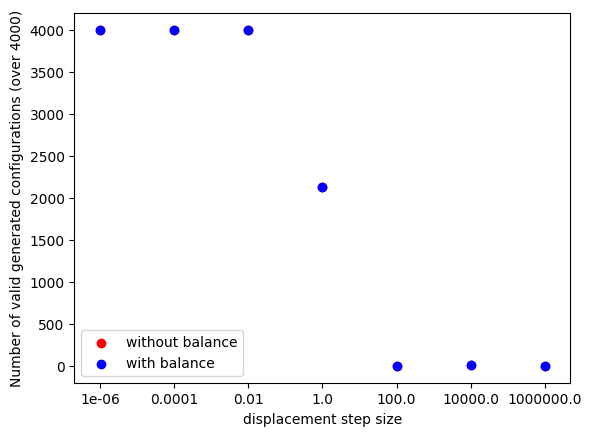 Number of valid generated configurations (over 4000)
4000
3500
3000
2500
2000
1500
1000
500
0
without balance
with balance
1e-06 0.0001 0.01 1.0 100.0 10000.0 1000000.0
displacement step size